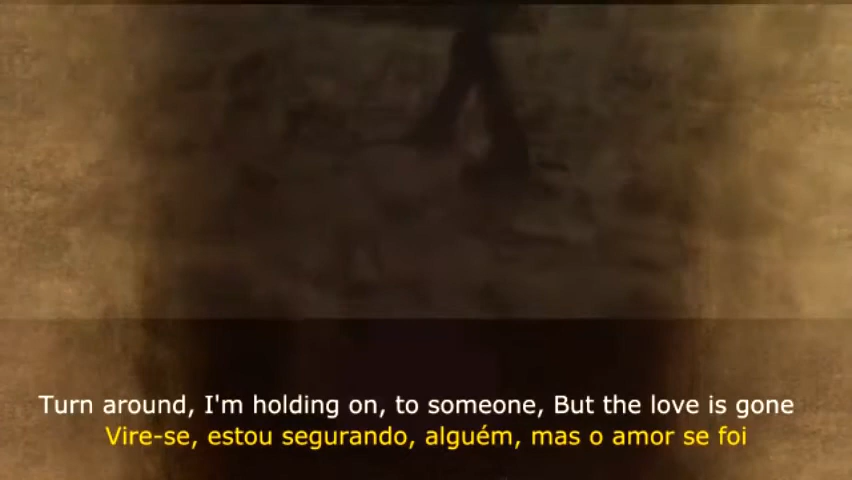 Turn around, I'm holding on, to someone, But the love is gone
Vire-se, estou segurando, alguém, mas o amor se foi